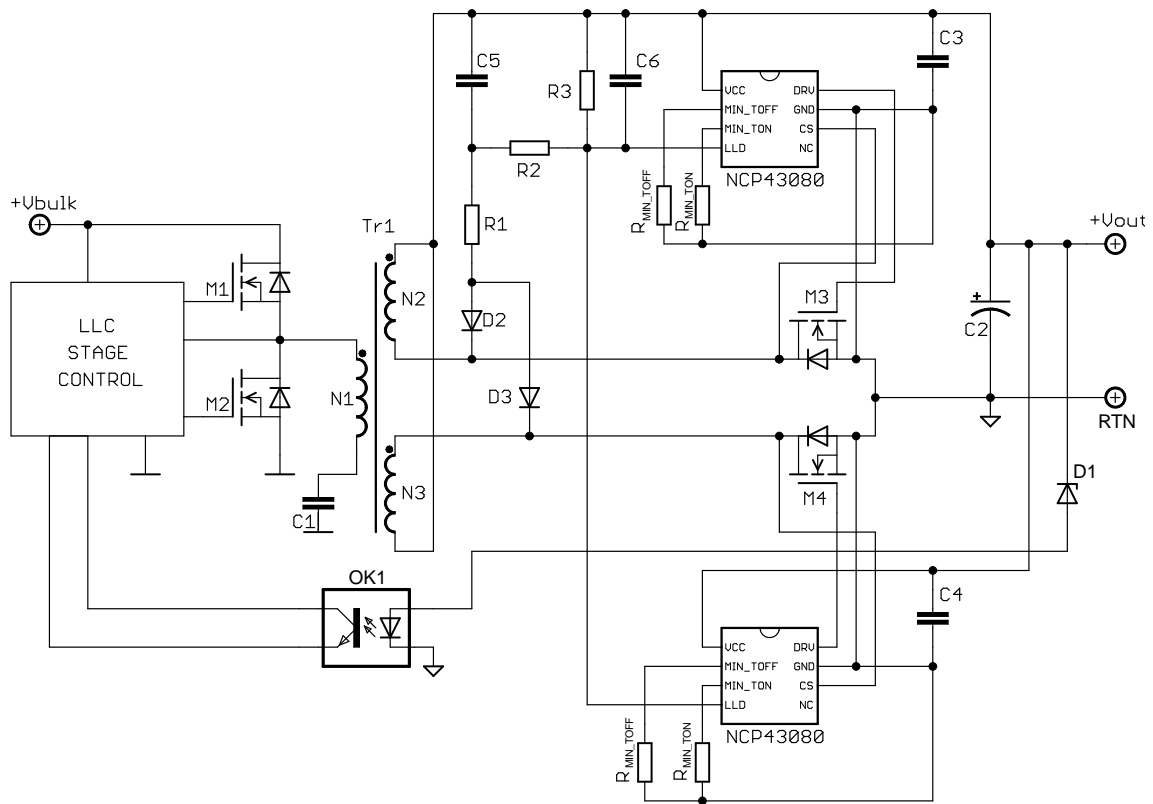 C5
C6
C3
R3
VCC
DRV
MIN_TOFF
GND
MIN_TON
CS
LLD
NC
R2
NCP43080
RMIN_TOFF
RMIN_TON
+Vbulk
Tr1
R1
+Vout
M1
N2
M3
LLC
STAGE
CONTROL
D2
+
C2
M2
N1
D3
RTN
N3
M4
D1
C1
OK1
C4
VCC
DRV
MIN_TOFF
GND
MIN_TON
CS
LLD
NC
NCP43080
RMIN_TOFF
RMIN_TON